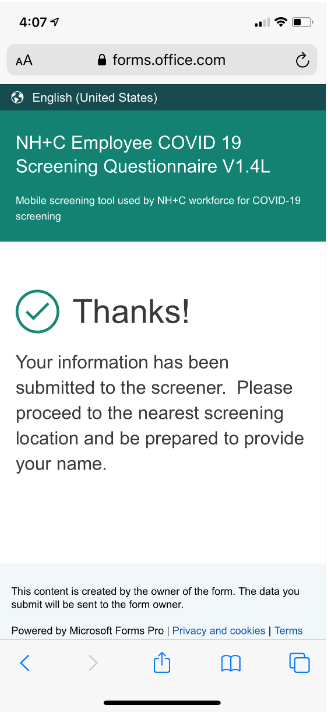 4:07
AA forms.office.com
English (United States)
NH+C Employee COVID 19
Screening Questionnaire V1.4L
Mobile screening tool used by NH+C workforce for COVID-19
screening
Thanks!
Your information has been
submitted to the screener.  Please
proceed to the nearest screening
location and be prepared to provide
your name.
This content is created by the owner of the form. The data you
submit will be sent to the form owner.
Powered by Microsoft Forms Pro | Privacy and cookies | Terms